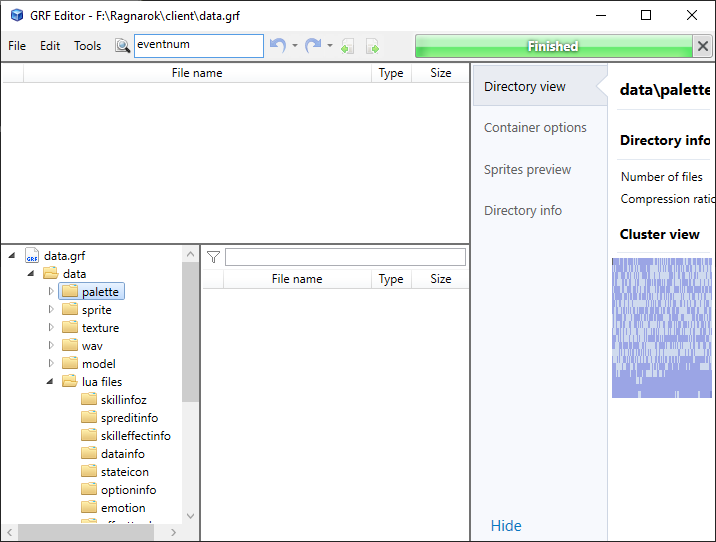 GRF Editor - F:\Ragnarok\client\data.grf
File Edit Tools eventnum Finished
File name Type Size
Directory view
Container options
Sprites preview
Directory info
data\palette
Directory info
Number of files
Compression ratio
Cluster view
data.grf
data
palette
sprite
texture
wav
model
lua files
skillinfoz
spreditinfo
skilleffectinfo
datainfo
stateicon
optioninfo
emotion
File name Type Size
Hide